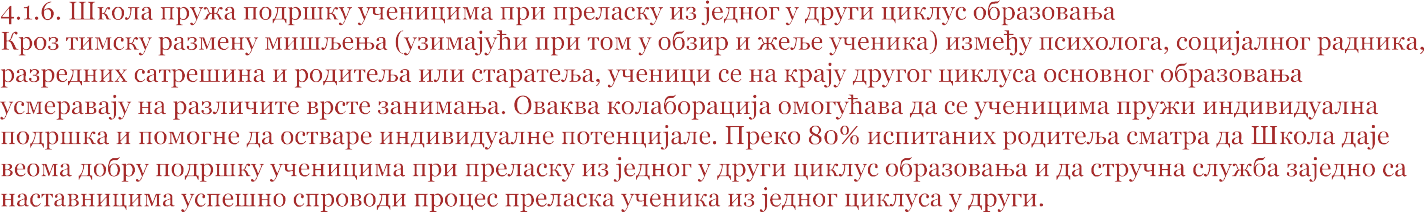 4.1.6. Школа пружа подршку ученицима при преласку из једног у други циклус образовања
Кроз тимску размену мишљења (узимајући при том у обзир и жеље ученика) између психолога, социјалног радника,
разредних сатрешина и родитеља или старатеља, ученици се на крају другог циклуса основног образовања
усмеравају на различите врсте занимања. Оваква колаборација омогућава да се ученицима пружи индивидуална
подршка и помогне да остваре индивидуалне потенцијале. Преко 80% испитаних родитеља сматра да Школа даје
веома добру подршку ученицима при преласку из једног у други циклус образовања и да стручна служба заједно са
наставницима успешно спроводи процес преласка ученика из једног циклуса у други.